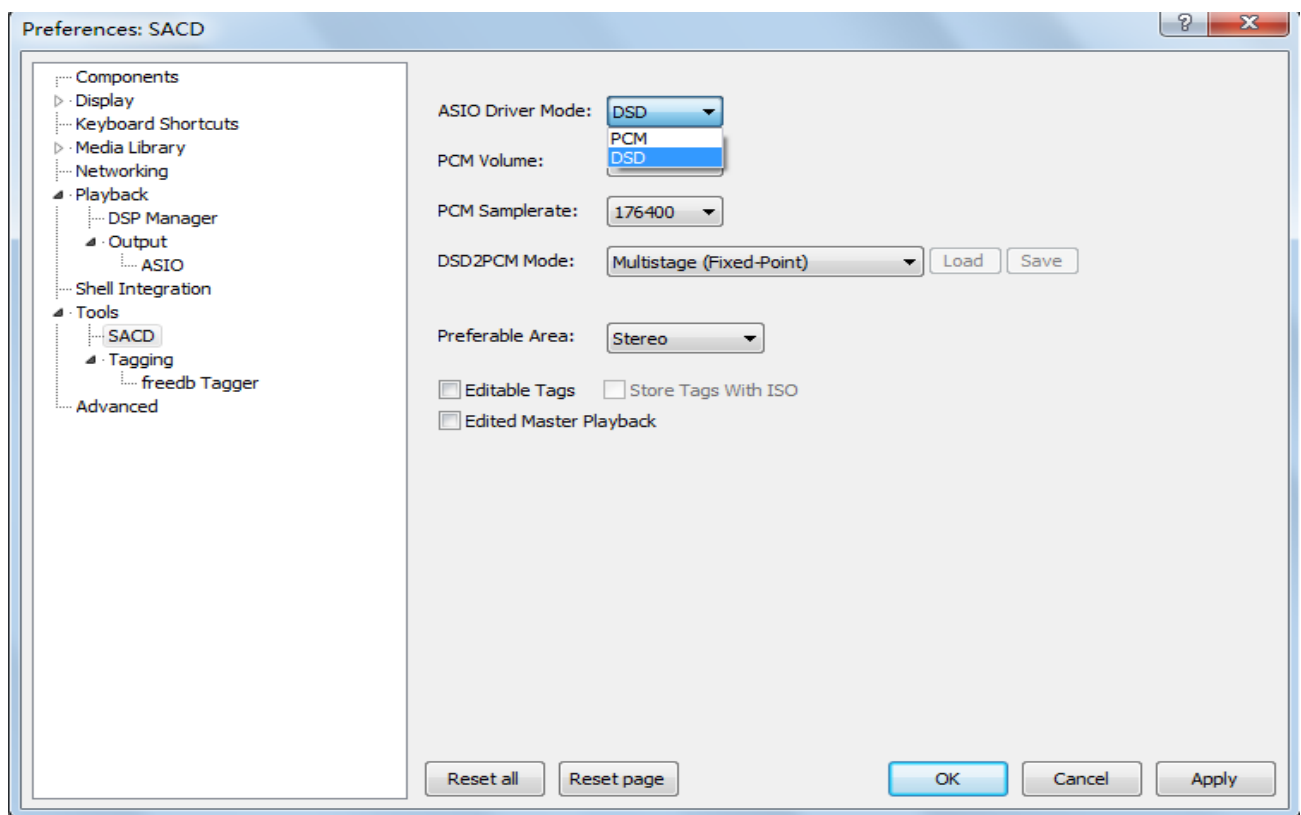 Preferences: SACD
Components
Display
Keyboard Shortcuts
Media Library
Networking
Playback
DSP Manager
Output
ASIO
Shell Integration
Tools
SACD
Tagging
freedb Tagger
Advanced
ASIO Driver Mode: DSD
PCM
DSD
PCM Volume:
PCM Samplerate: 176400
DSD2PCM Mode: Multistage (Fixed-Point) Load Save
Preferable Area: Stereo
Editable Tags Store Tags With ISO
Edited Master Playback
Reset all Reset page OK Cancel Apply